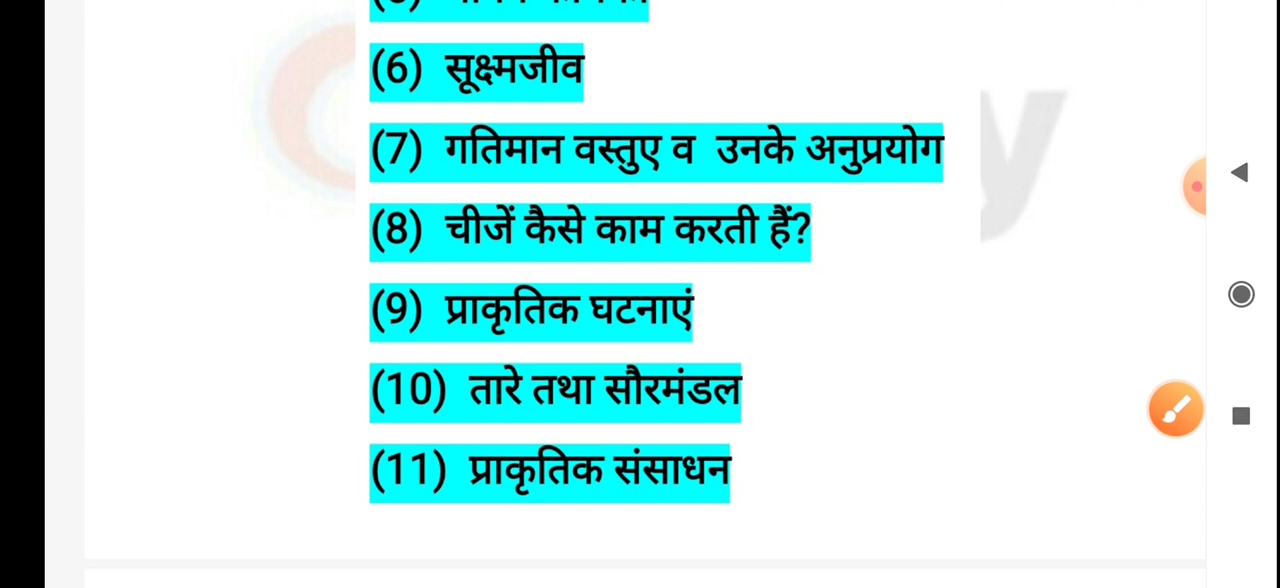 (6) सूक्ष्मजीव
(7) गतिमान वस्तुए व उनके अनुप्रयोग
(8) चीजें कैसे काम करती हैं?
(9) प्राकृतिक घटनाएं
(10) तारे तथा सौरमंडल
(11) प्राकृतिक संसाधन